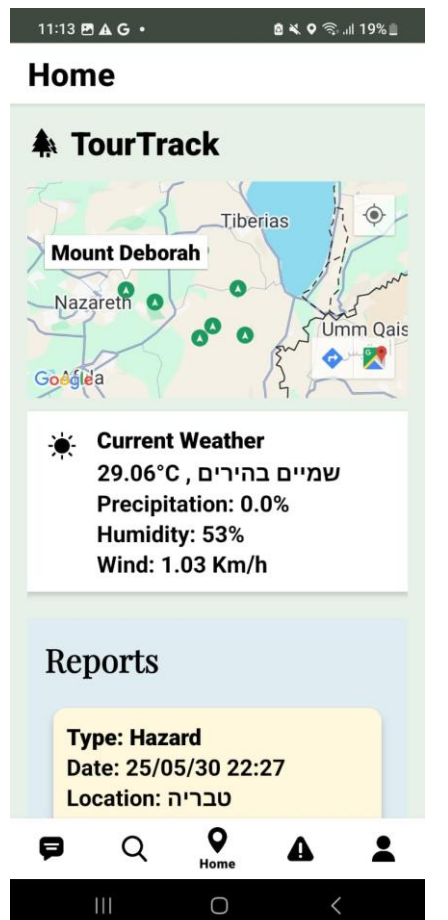 11:13
G
19%
Home
TourTrack
Tiberias
Mount Deborah
Nazareth
Umm Qais
Google
Current Weather
29.06°C , שמיים בהירים
Precipitation: 0.0%
Humidity: 53%
Wind: 1.03 Km/h
Reports
Type: Hazard
Date: 25/05/30 22:27
Location: טבריה
Home